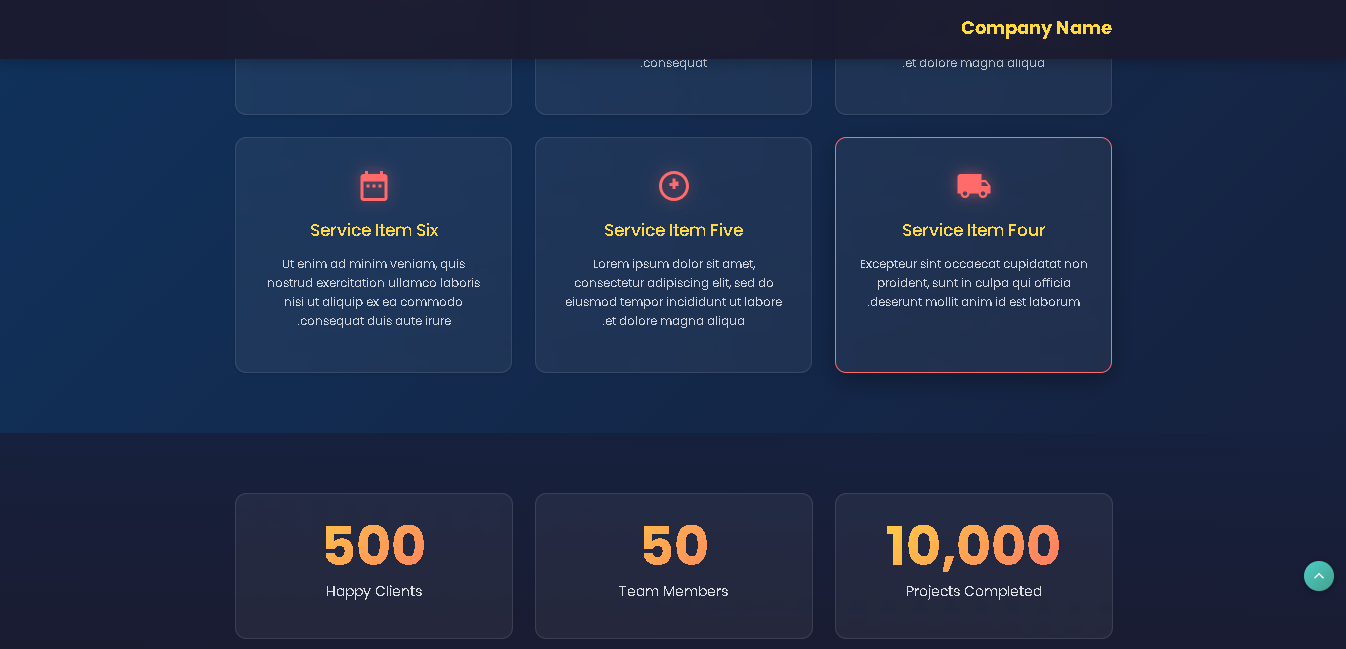 Company Name
et dolore magna aliqua.
consequat.
Service Item Four
Excepteur sint occaecat cupidatat non
proident, sunt in culpa qui officia
deserunt mollit anim id est laborum.
Service Item Five
Lorem ipsum dolor sit amet,
consectetur adipiscing elit, sed do
eiusmod tempor incididunt ut labore
et dolore magna aliqua.
Service Item Six
Ut enim ad minim veniam, quis
nostrud exercitation ullamco laboris
nisi ut aliquip ex ea commodo
consequat duis aute irure.
10,000
Projects Completed
50
Team Members
500
Happy Clients